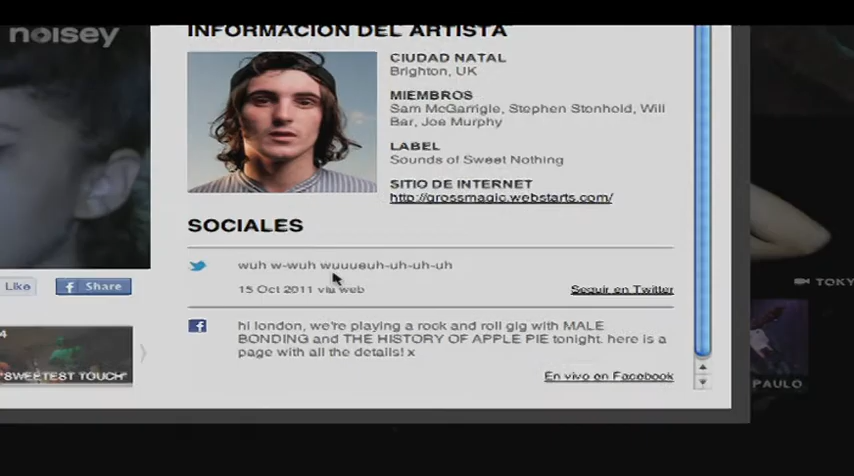 noisey
INFORMACIÓN DEL ARTISTA
CIUDAD NATAL
Brighton, UK
MIEMBROS
Sam McGarrigle, Stephen Stonhold, Will
Bar, Joe Murphy
LABEL
Sounds of Sweet Nothing
SITIO DE INTERNET
http://grossmagic.webstarts.com/
SOCIALES
wuh w-wuh wuuueuh-uh-uh-uh
15 Oct 2011 via web
Seguir en Twitter
Like
Share
hi london, we're playing a rock and roll gig with MALE
BONDING and THE HISTORY OF APPLE PIE tonight. here is a
page with all the details! x
En vivo en Facebook
4
"SWEETEST TOUCH"
TOKY
PAULO